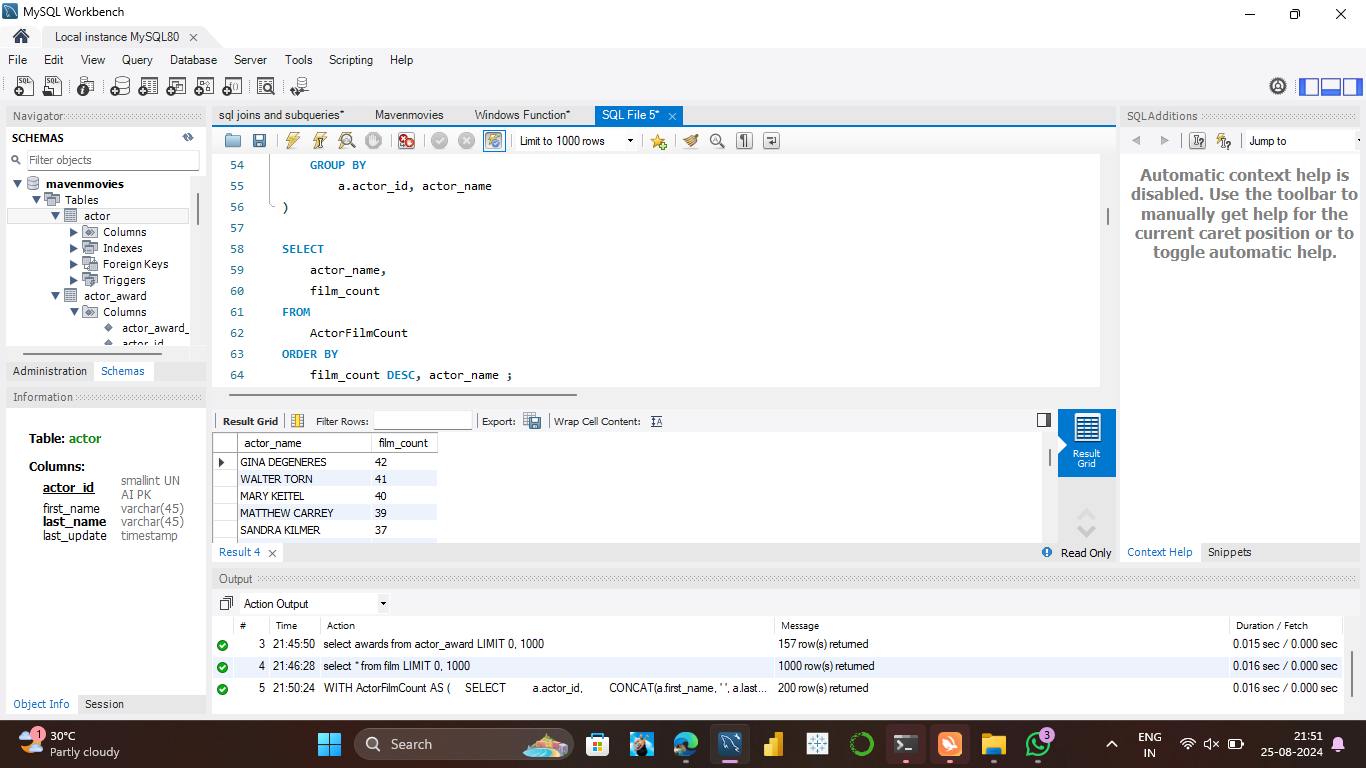 MySQL Workbench
Local instance MySQL80
File Edit View Query Database Server Tools Scripting Help
Navigator
SCHEMAS
Filter objects
mavenmovies
Tables
actor
Columns
Indexes
Foreign Keys
Triggers
actor_award
Columns
actor_award_
actor_id
Administration Schemas
Information
Table: actor
Columns:
actor_id smallint UN
AI PK
first_name varchar(45)
last_name varchar(45)
last_update timestamp
Object Info Session
sql joins and subqueries* Mavenmovies Windows Function* SQL File 5*
Limit to 1000 rows
54 GROUP BY
55 a.actor_id, actor_name
56 )
57
58 SELECT
59 actor_name,
60 film_count
61 FROM
62 ActorFilmCount
63 ORDER BY
64 film_count DESC, actor_name ;
Result Grid Filter Rows: Export: Wrap Cell Content:
actor_name film_count
GINA DEGENERES 42
WALTER TORN 41
MARY KEITEL 40
MATTHEW CARREY 39
SANDRA KILMER 37
Result Grid
Result 4 Read Only
SQLAdditions
Jump to
Automatic context help is
disabled. Use the toolbar to
manually get help for the
current caret position or to
toggle automatic help.
Context Help Snippets
Output
Action Output
# Time Action Message Duration / Fetch
3 21:45:50 select awards from actor_award LIMIT 0, 1000 157 row(s) returned 0.015 sec / 0.000 sec
4 21:46:28 select * from film LIMIT 0, 1000 1000 row(s) returned 0.016 sec / 0.000 sec
5 21:50:24 WITH ActorFilmCount AS ( SELECT a.actor_id, CONCAT(a.first_name, ' ', a.last... 200 row(s) returned 0.016 sec / 0.000 sec
1 30°C
Partly cloudy
Search
3
ENG
IN
21:51
25-08-2024